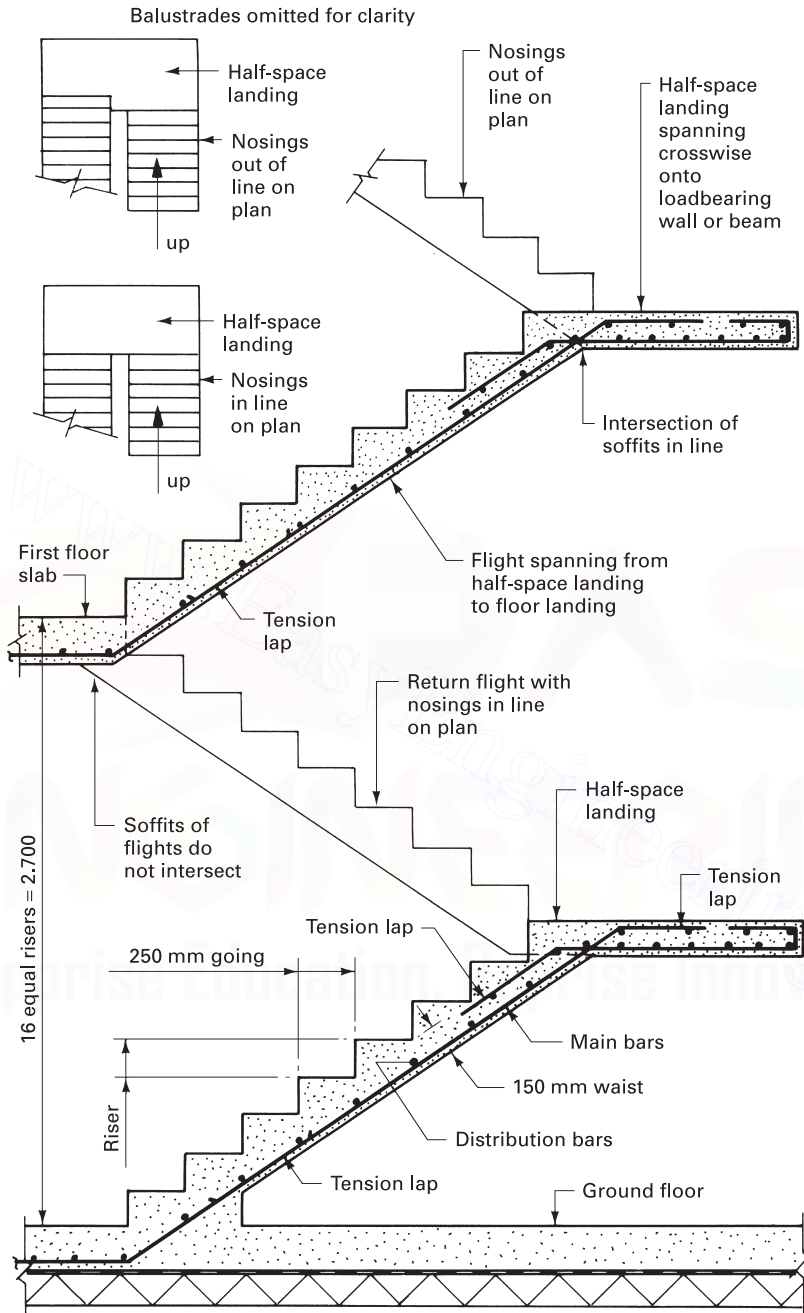 Balustrades omitted for clarity
Half-space
landing
Nosings
out of
line on
plan
up
Nosings
out of
line on
plan
Half-space
landing
spanning
crosswise
onto
loadbearing
wall or beam
Half-space
landing
Nosings
in line
on plan
up
Intersection of
soffits in line
First floor
slab
Flight spanning from
half-space landing
to floor landing
Tension
lap
Return flight with
nosings in line
on plan
Soffits of
flights do
not intersect
Half-space
landing
Tension
lap
Tension lap
250 mm going
16 equal risers = 2.700
Main bars
150 mm waist
Riser
Distribution bars
Tension lap
Ground floor